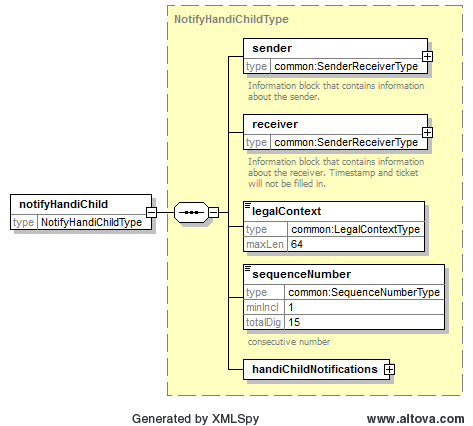 NotifyHandiChildType
sender
type common:SenderReceiverType
Information block that contains information
about the sender.
receiver
type common:SenderReceiverType
Information block that contains information
about the receiver. Timestamp and ticket
will not be filled in.
notifyHandiChild
type NotifyHandiChildType
legalContext
type common:LegalContextType
maxLen 64
sequenceNumber
type common:SequenceNumberType
minIncl 1
totalDig 15
consecutive number
handiChildNotifications
Generated by XMLSpy www.altova.com